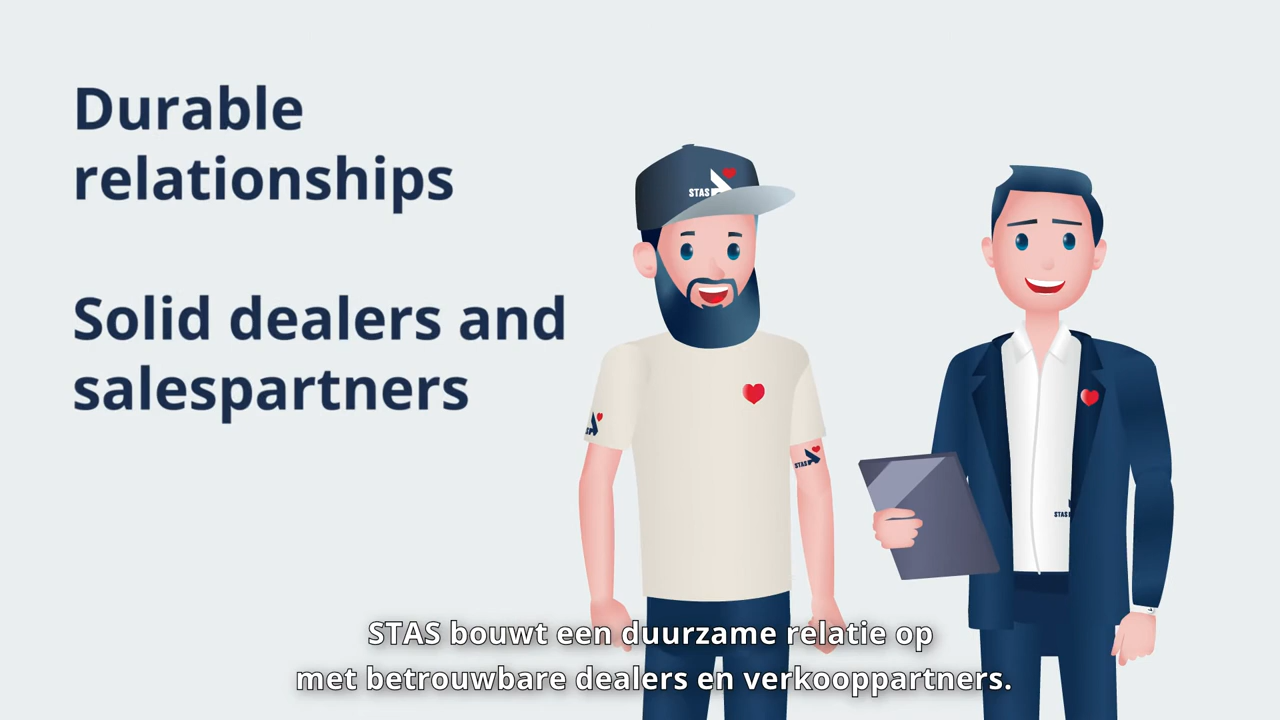 Durable
relationships
Solid dealers and
salespartners
STAS
STAS
STAS
STAS bouwt een duurzame relatie op
met betrouwbare dealers en verkooppartners.